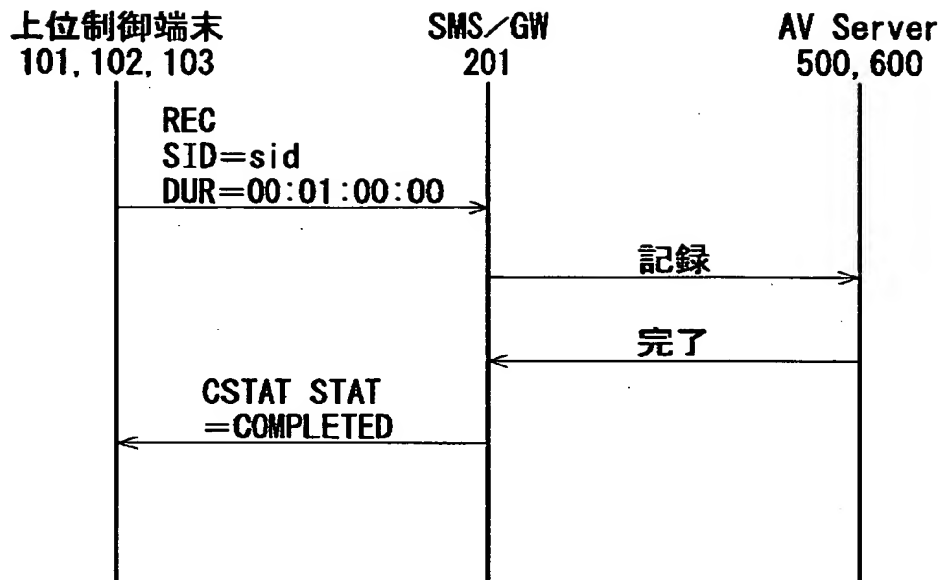 上位制御端末
101,102,103
SMS／GW
201
AV Server
500,600
REC
SID=sid
DUR=00:01:00:00
記録
完了
CSTAT STAT
=COMPLETED